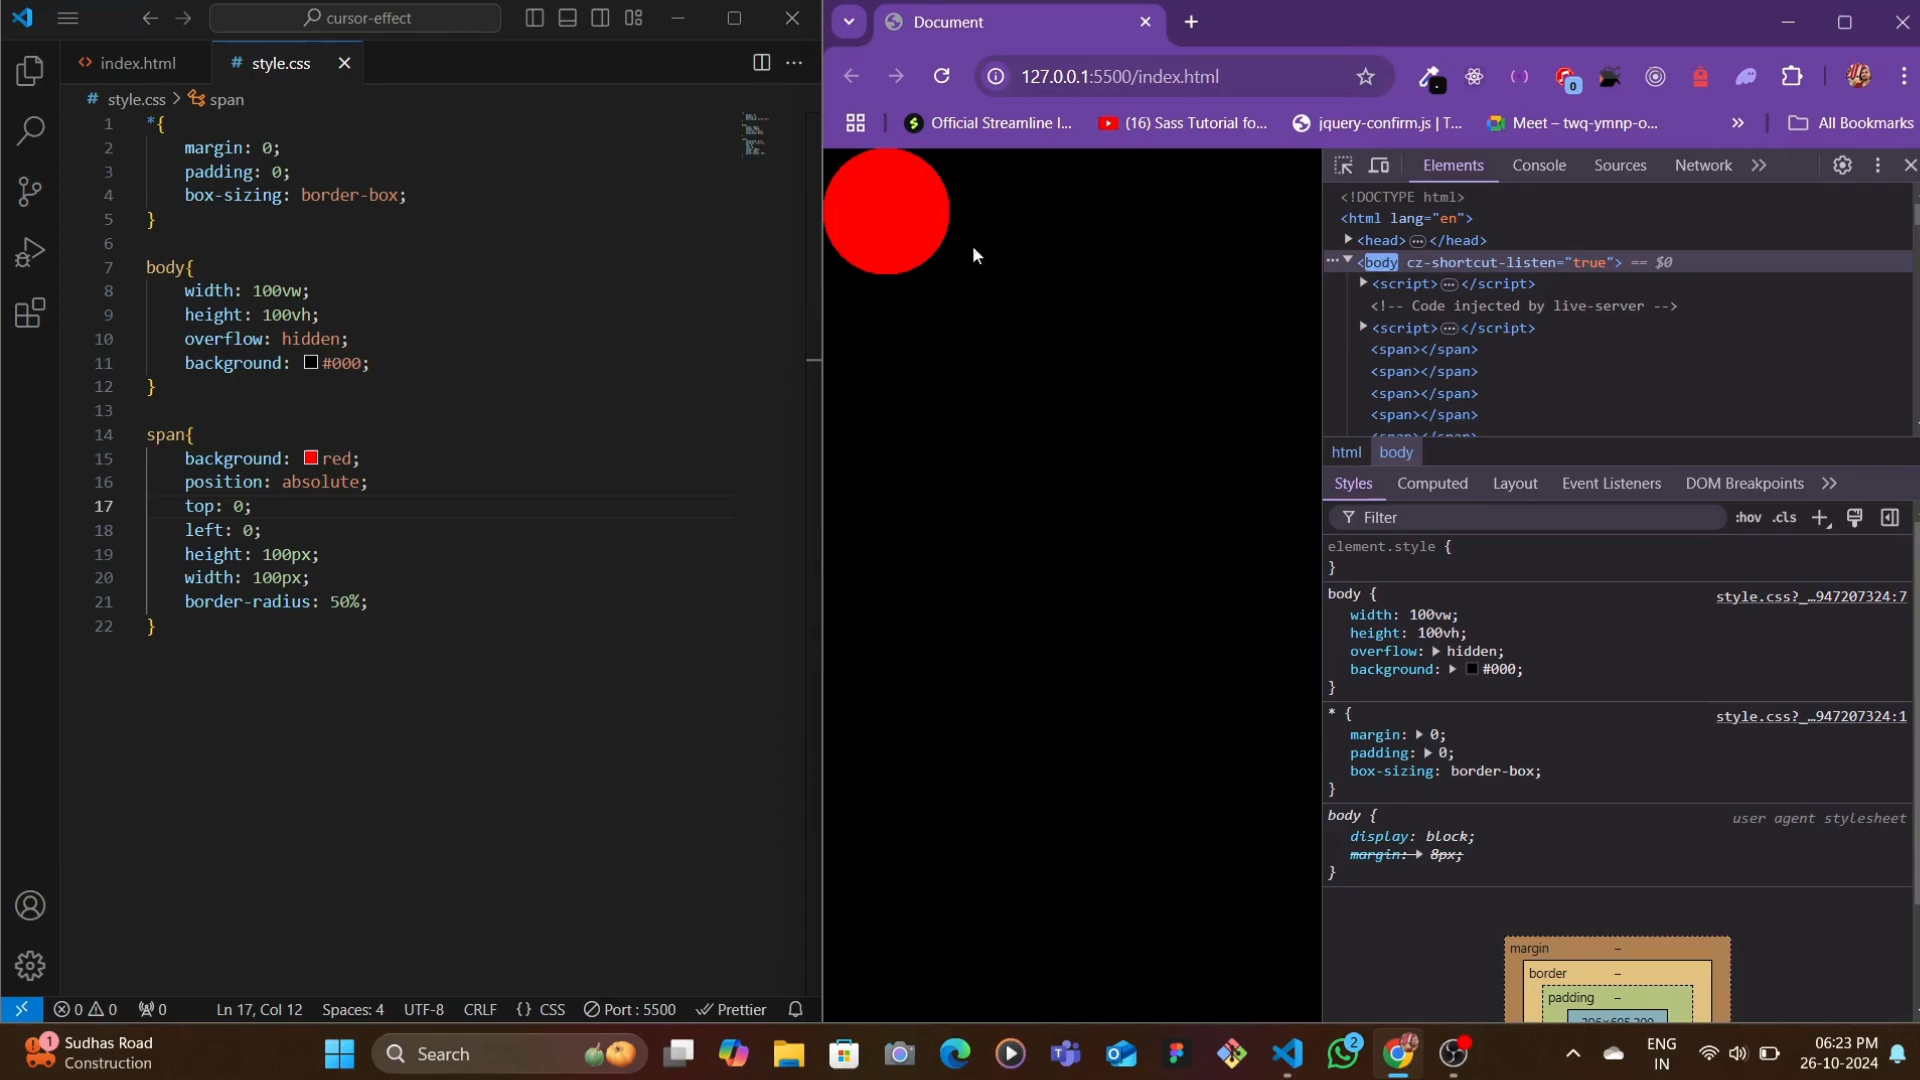 cursor-effect
index.html
# style.css
# style.css > span
1 *{
2 margin: 0;
3 padding: 0;
4 box-sizing: border-box;
5 }
6
7 body{
8 width: 100vw;
9 height: 100vh;
10 overflow: hidden;
11 background: #000;
12 }
13
14 span{
15 background: red;
16 position: absolute;
17 top: 0;
18 left: 0;
19 height: 100px;
20 width: 100px;
21 border-radius: 50%;
22 }
0 0 0
Ln 17, Col 12 Spaces: 4 UTF-8 CRLF {} CSS Port : 5500 Prettier
Document
127.0.0.1:5500/index.html
0
Official Streamline I... (16) Sass Tutorial fo... jquery-confirm.js | T... Meet – twq-ymnp-o... » All Bookmarks
Elements Console Sources Network »
<!DOCTYPE html>
<html lang="en">
<head> ... </head>
... <body cz-shortcut-listen="true"> == $0
<script> ... </script>
<!-- Code injected by live-server -->
<script> ... </script>
<span></span>
<span></span>
<span></span>
<span></span>
html body
Styles Computed Layout Event Listeners DOM Breakpoints »
Filter :hov .cls
element.style {
}
body { style.css?_…947207324:7
width: 100vw;
height: 100vh;
overflow: hidden;
background: #000;
}
* { style.css?_…947207324:1
margin: 0;
padding: 0;
box-sizing: border-box;
}
body { user agent stylesheet
display: block;
margin: 8px;
}
margin –
border –
padding –
1 Sudhas Road
Construction
Search
2
ENG
IN
06:23 PM
26-10-2024